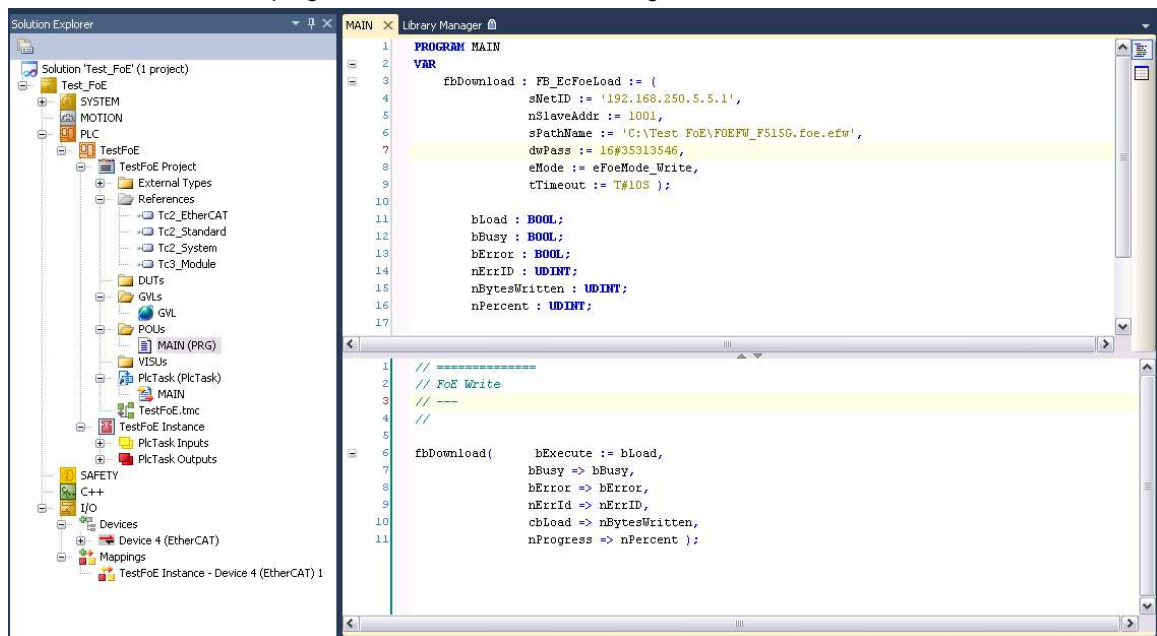 Solution Explorer
Solution 'Test_FoE' (1 project)
Test_FoE
SYSTEM
MOTION
PLC
TestFoE
TestFoE Project
External Types
References
Tc2_EtherCAT
Tc2_Standard
Tc2_System
Tc3_Module
DUTs
GVLs
GVL
POUs
MAIN (PRG)
VISUs
PlcTask (PlcTask)
MAIN
TestFoE.tmc
TestFoE Instance
PlcTask Inputs
PlcTask Outputs
SAFETY
C++
I/O
Devices
Device 4 (EtherCAT)
Mappings
TestFoE Instance - Device 4 (EtherCAT) 1
MAIN Library Manager
1 PROGRAM MAIN
2 VAR
3 fbDownload : FB_EcFoeLoad := (
4 sNetID := '192.168.250.5.5.1',
5 nSlaveAddr := 1001,
6 sPathName := 'C:\Test FoE\FOEFW_F515G.foe.efw',
7 dwPass := 16#35313546,
8 eMode := eFoeMode_Write,
9 tTimeout := T#10S );
10
11 bLoad : BOOL;
12 bBusy : BOOL;
13 bError : BOOL;
14 nErrID : UDINT;
15 nBytesWritten : UDINT;
16 nPercent : UDINT;
17
1 // ==============
2 // FoE Write
3 // ---
4 //
5
6 fbDownload( bExecute := bLoad,
7 bBusy => bBusy,
8 bError => bError,
9 nErrId => nErrID,
10 cbLoad => nBytesWritten,
11 nProgress => nPercent );